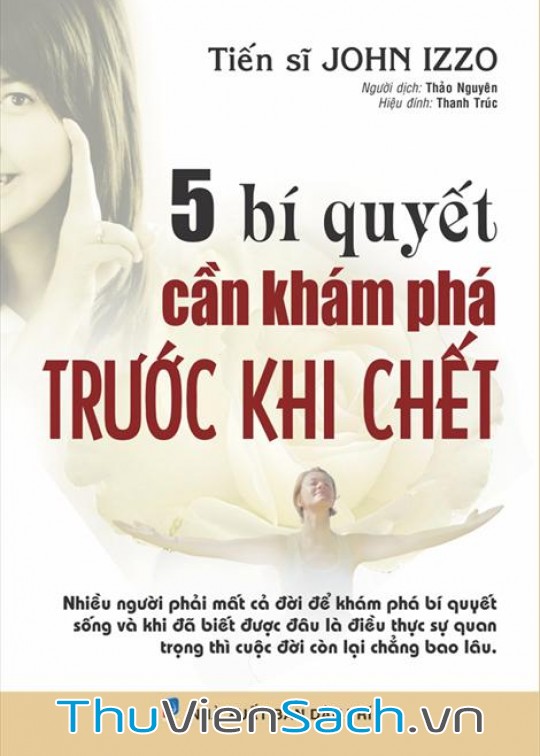 Tiến sĩ JOHN IZZO
Người dịch: Thảo Nguyên
Hiệu đính: Thanh Trúc
5 bí quyết
cần khám phá
TRƯỚC KHI CHẾT
Nhiều người phải mất cả đời để khám phá bí quyết
sống và khi đã biết được đâu là điều thực sự quan
trọng thì cuộc đời còn lại chẳng bao lâu.
ThuVienSach.vn